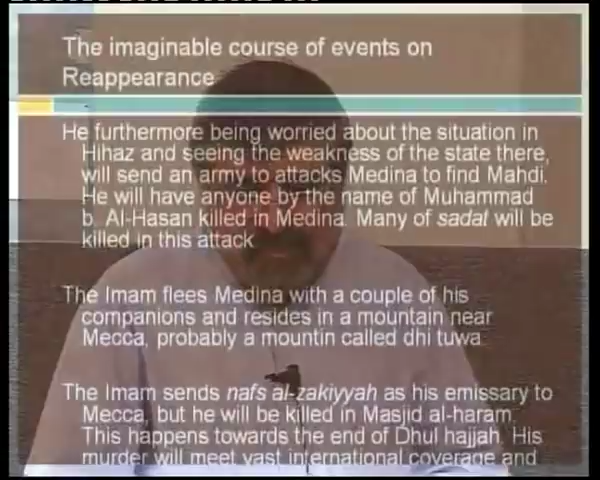 The imaginable course of events on
Reappearance
He furthermore being worried about the situation in
Hihaz and seeing the weakness of the state there,
will send an army to attacks Medina to find Mahdi.
He will have anyone by the name of Muhammad
b. Al-Hasan killed in Medina. Many of sadat will be
killed in this attack
The Imam flees Medina with a couple of his
companions and resides in a mountain near
Mecca, probably a mountin called dhi tuwa
The Imam sends nafs al-zakiyyah as his emissary to
Mecca, but he will be killed in Masjid al-haram.
This happens towards the end of Dhul hajjah. His
murder will meet vast international coverage and